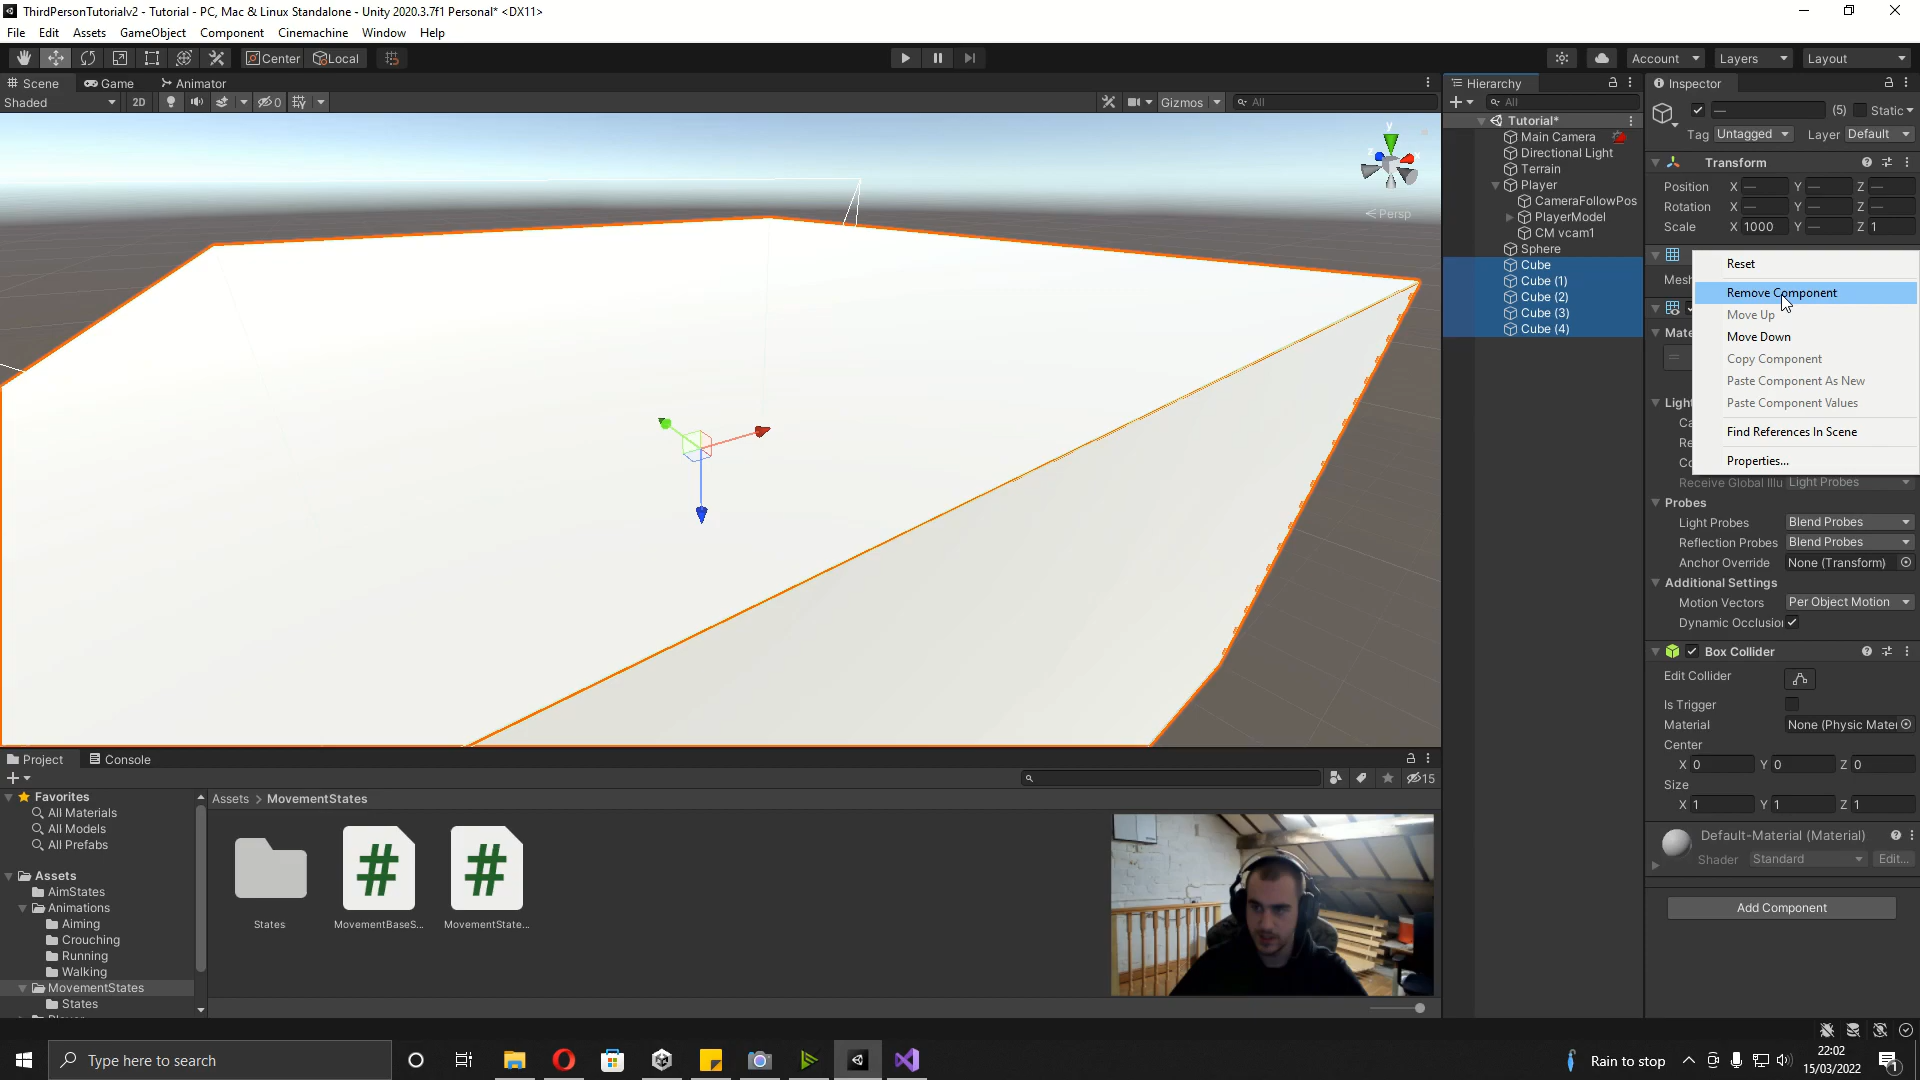 ThirdPersonTutorialv2 - Tutorial - PC, Mac & Linux Standalone - Unity 2020.3.7f1 Personal* <DX11>
File Edit Assets GameObject Component Cinemachine Window Help
Center Local Account Layers Layout
Scene Game Animator
Shaded 2D 0 Gizmos All
y
x
z
Persp
Hierarchy
All
Tutorial*
Main Camera
Directional Light
Terrain
Player
CameraFollowPos
PlayerModel
CM vcam1
Sphere
Cube
Cube (1)
Cube (2)
Cube (3)
Cube (4)
Inspector
— (5) Static
Tag Untagged Layer Default
Transform
Position X — Y — Z —
Rotation X — Y — Z —
Scale X 1000 Y — Z 1
Reset
Remove Component
Move Up
Move Down
Copy Component
Paste Component As New
Paste Component Values
Find References In Scene
Properties...
Receive Global Illu Light Probes
Probes
Light Probes Blend Probes
Reflection Probes Blend Probes
Anchor Override None (Transform)
Additional Settings
Motion Vectors Per Object Motion
Dynamic Occlusion
Box Collider
Edit Collider
Is Trigger
Material None (Physic Mater
Center
X 0 Y 0 Z 0
Size
X 1 Y 1 Z 1
Default-Material (Material)
Shader Standard Edit...
Add Component
Project Console
15
Favorites
All Materials
All Models
All Prefabs
Assets
AimStates
Animations
Aiming
Crouching
Running
Walking
MovementStates
States
Assets > MovementStates
States MovementBaseS... MovementState...
Type here to search
Rain to stop
22:02
15/03/2022
1